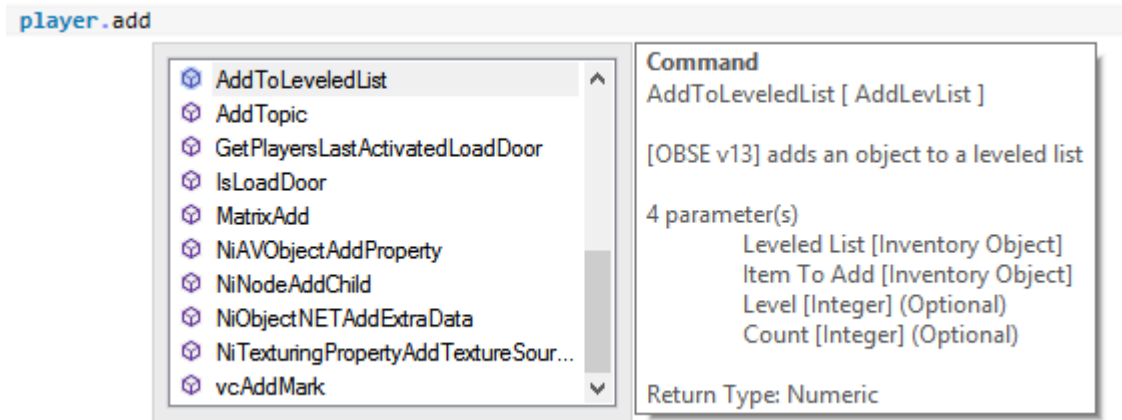 player.add
AddToLeveledList
AddTopic
GetPlayersLastActivatedLoadDoor
IsLoadDoor
MatrixAdd
NiAVObjectAddProperty
NiNodeAddChild
NiObjectNETAddExtraData
NiTexturingPropertyAddTextureSour...
vcAddMark
Command
AddToLeveledList [ AddLevList ]
[OBSE v13] adds an object to a leveled list
4 parameter(s)
Leveled List [Inventory Object]
Item To Add [Inventory Object]
Level [Integer] (Optional)
Count [Integer] (Optional)
Return Type: Numeric